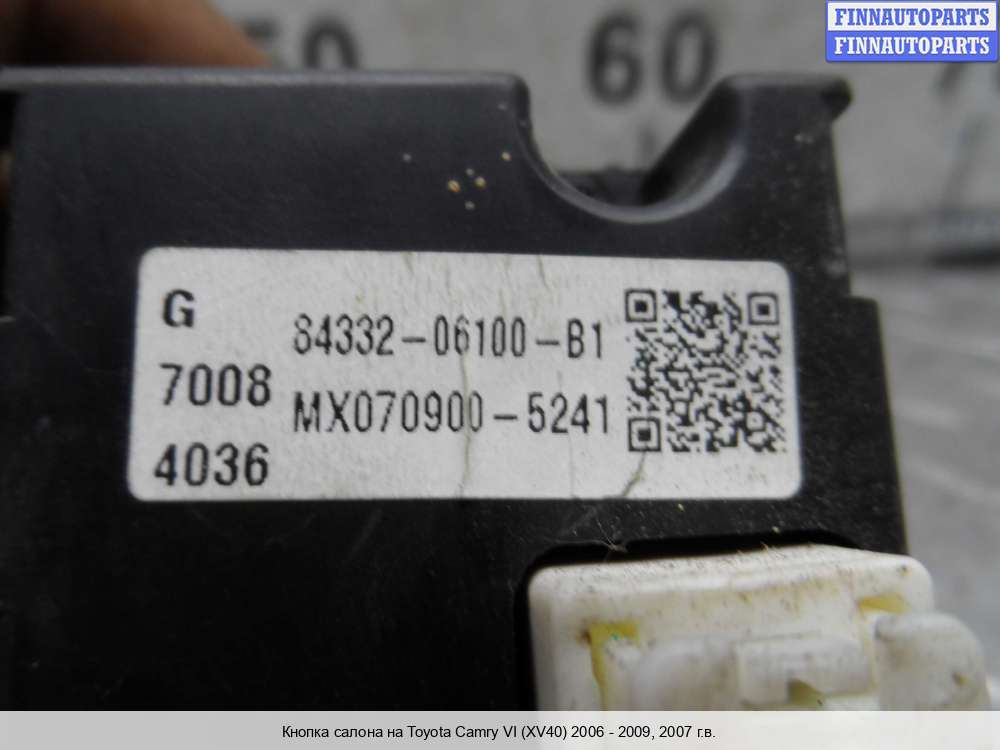 FINNAUTOPARTS
FINNAUTOPARTS
50
60
G
84332-06100-B1
7008
MX070900-5241
4036
Кнопка салона на Toyota Camry VI (XV40) 2006 - 2009, 2007 г.в.